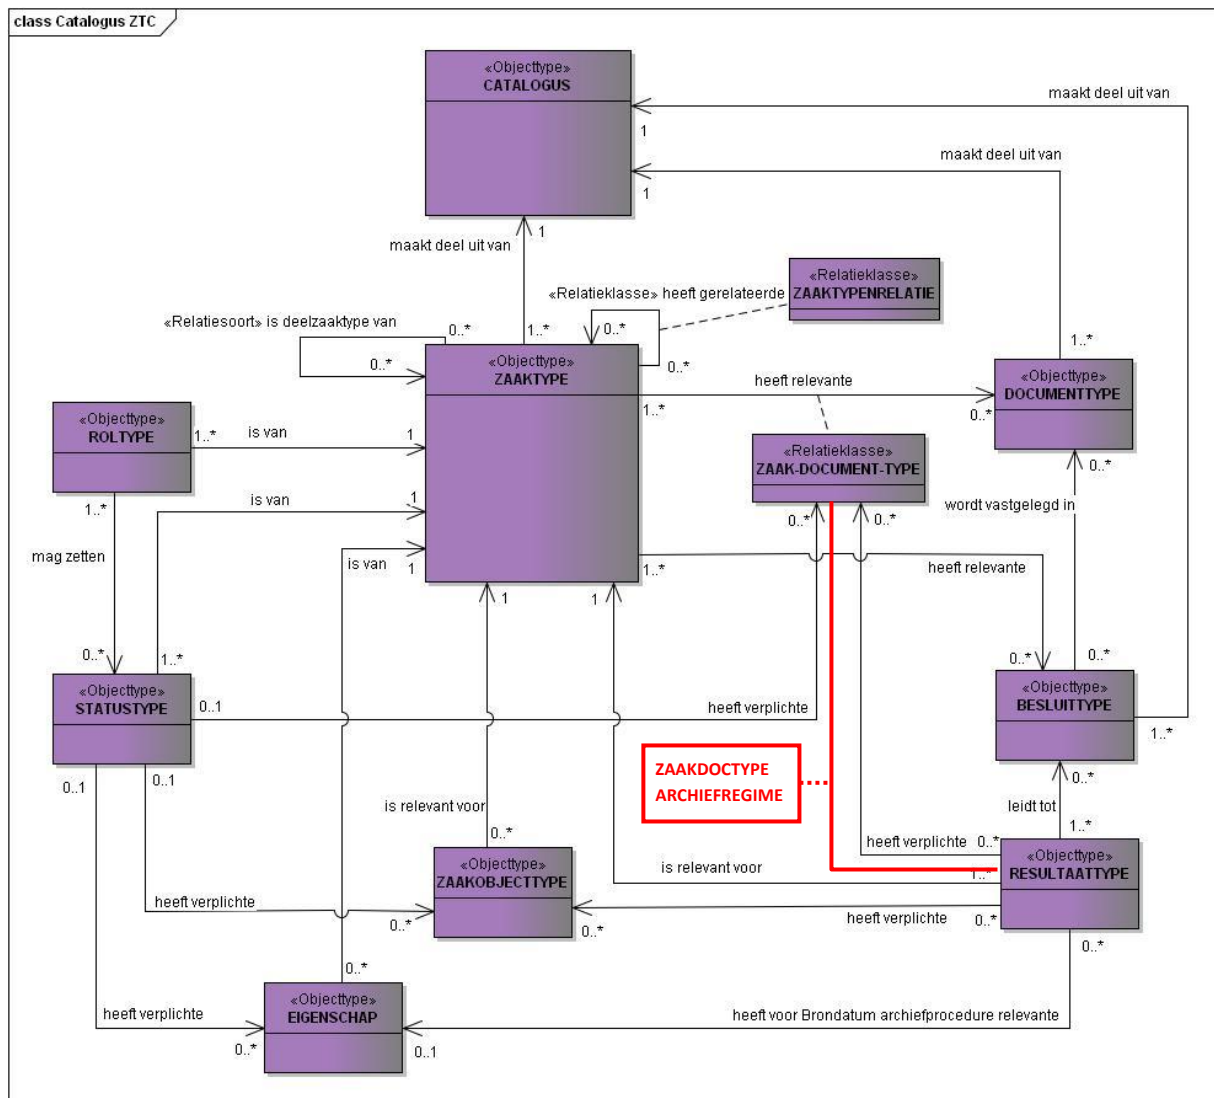 class Catalogus ZTC
«Objecttype»
CATALOGUS
maakt deel uit van
1
maakt deel uit van
1
1
maakt deel uit van
«Relatieklasse»
ZAAKTYPENRELATIE
«Relatieklasse» heeft gerelateerde
«Relatiesoort» is deelzaaktype van
0..*
1..*
0..*
0..*
0..*
1..*
«Objecttype»
ZAAKTYPE
«Objecttype»
DOCUMENTTYPE
heeft relevante
1..*
0..*
«Objecttype»
ROLTYPE
1..*
is van
1
«Relatieklasse»
ZAAK-DOCUMENT-TYPE
0..*
is van
1
1..*
wordt vastgelegd in
0..*
0..*
mag zetten
is van
1
1..*
heeft relevante
1
1
0..*
1..*
0..*
0..*
«Objecttype»
STATUSTYPE
0..1
heeft verplichte
«Objecttype»
BESLUITTYPE
1..*
ZAAKDOCTYPE
ARCHIEFREGIME
0..1
0..1
0..*
is relevant voor
leidt tot
0..*
1..*
heeft verplichte
0..*
«Objecttype»
ZAAKOBJECTTYPE
is relevant voor
1..*
«Objecttype»
RESULTAATTYPE
heeft verplichte
0..*
0..*
heeft verplichte
0..*
0..*
0..*
«Objecttype»
EIGENSCHAP
heeft verplichte
0..*
heeft voor Brondatum archiefprocedure relevante
0..1